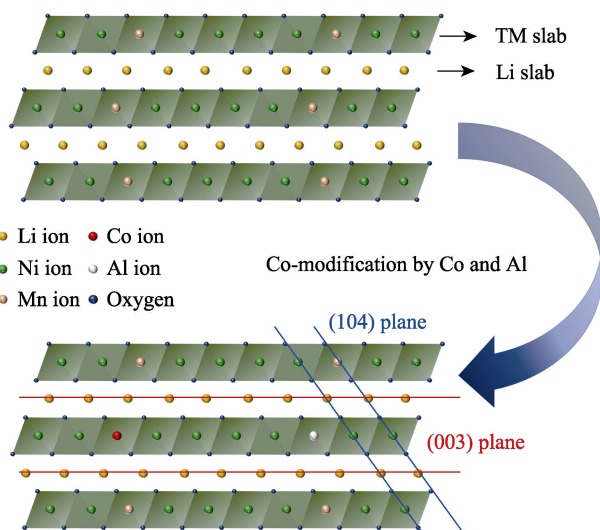 TM slab
Li slab
Li ion
Co ion
Ni ion
Al ion
Mn ion
Oxygen
Co-modification by Co and Al
(104) plane
(003) plane